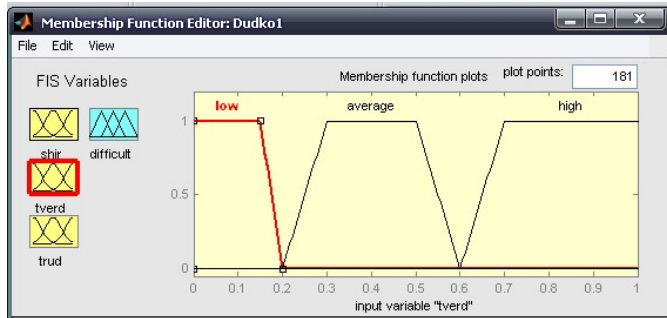 Membership Function Editor: Dudko1
File Edit View
FIS Variables
Membership function plots plot points: 181
shir difficult
tverd
trud
low average high
1
0.5
0
0 0.1 0.2 0.3 0.4 0.5 0.6 0.7 0.8 0.9 1
input variable "tverd"